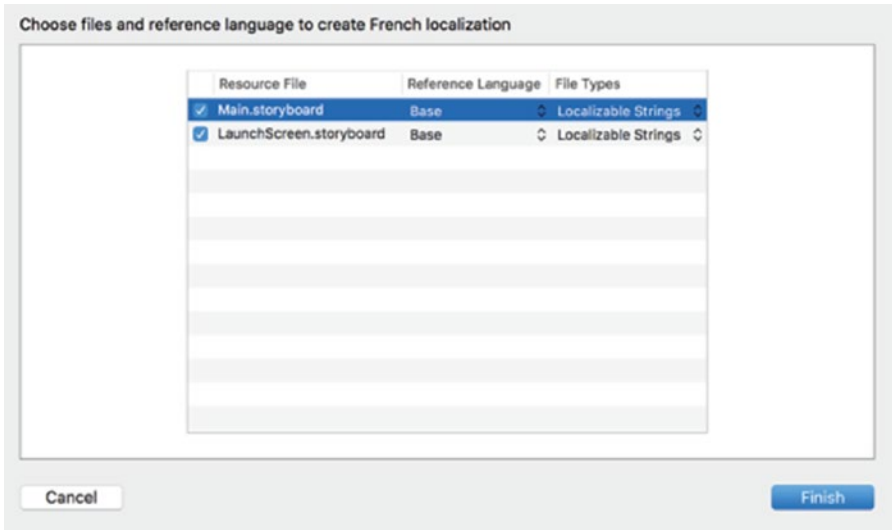 Choose files and reference language to create French localization
Resource File Reference Language File Types
Main.storyboard Base Localizable Strings
LaunchScreen.storyboard Base Localizable Strings
Cancel Finish